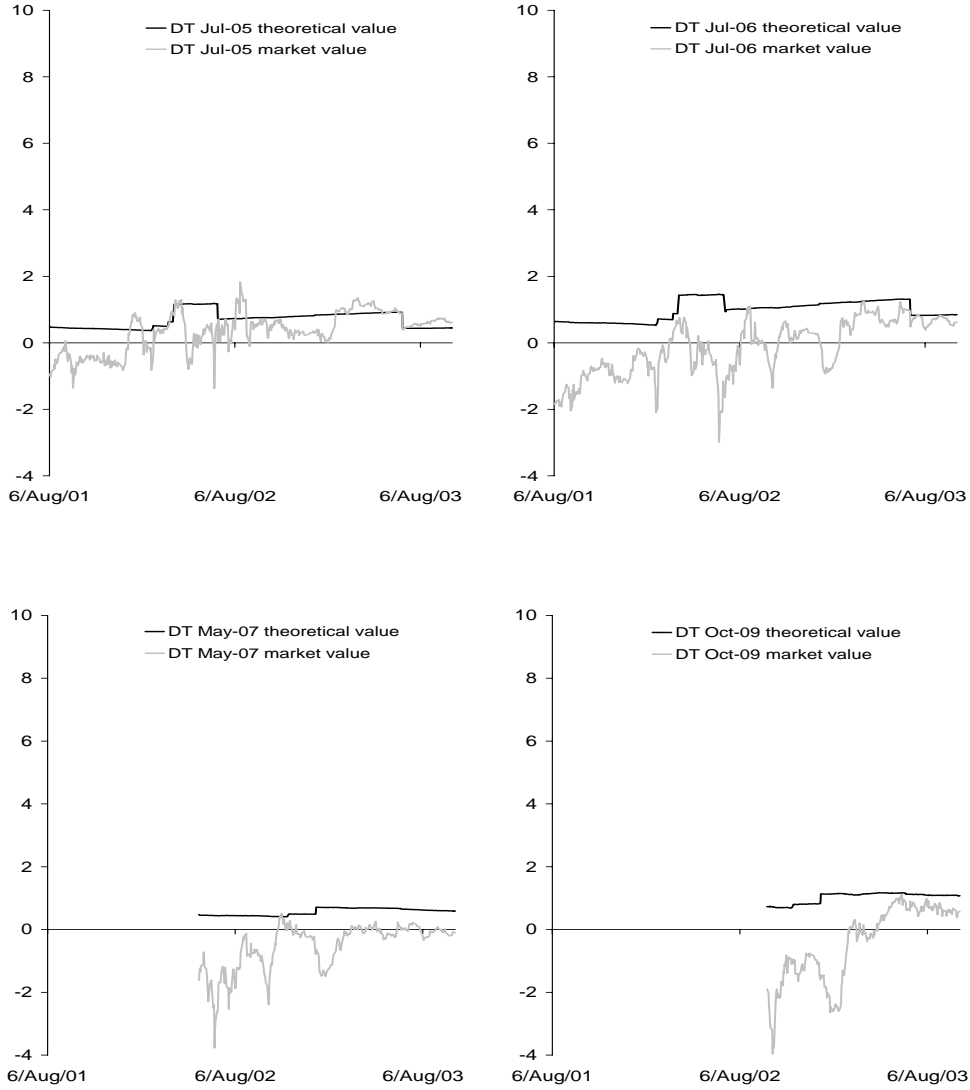 10
8
6
4
2
0
-2
-4
6/Aug/01 6/Aug/02 6/Aug/03
DT Jul-05 theoretical value
DT Jul-05 market value
10
8
6
4
2
0
-2
-4
6/Aug/01 6/Aug/02 6/Aug/03
DT Jul-06 theoretical value
DT Jul-06 market value
10
8
6
4
2
0
-2
-4
6/Aug/01 6/Aug/02 6/Aug/03
DT May-07 theoretical value
DT May-07 market value
10
8
6
4
2
0
-2
-4
6/Aug/01 6/Aug/02 6/Aug/03
DT Oct-09 theoretical value
DT Oct-09 market value